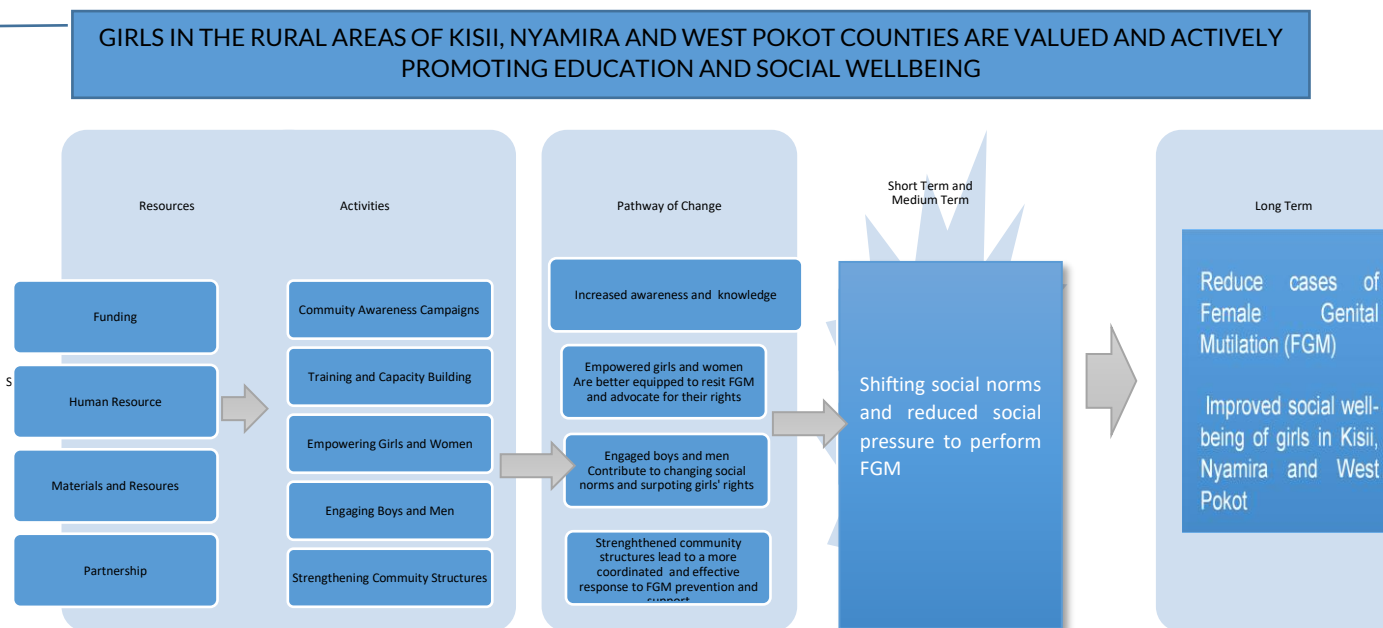 GIRLS IN THE RURAL AREAS OF KISII, NYAMIRA AND WEST POKOT COUNTIES ARE VALUED AND ACTIVELY
PROMOTING EDUCATION AND SOCIAL WELLBEING
Resources
Funding
S
Human Resource
Materials and Resoures
Partnership
Activities
Commuity Awareness Campaigns
Training and Capacity Building
Empowering Girls and Women
Engaging Boys and Men
Strengthening Commuity Structures
Pathway of Change
Increased awareness and knowledge
Empowered girls and women
Are better equipped to resit FGM
and advocate for their rights
Engaged boys and men
Contribute to changing social
norms and surpoting girls' rights
Strenghthened community
structures lead to a more
coordinated and effective
response to FGM prevention and
support
Short Term and
Medium Term
Shifting social norms
and reduced social
pressure to perform
FGM
Long Term
Reduce cases of
Female Genital
Mutilation (FGM)
Improved social well-
being of girls in Kisii,
Nyamira and West
Pokot